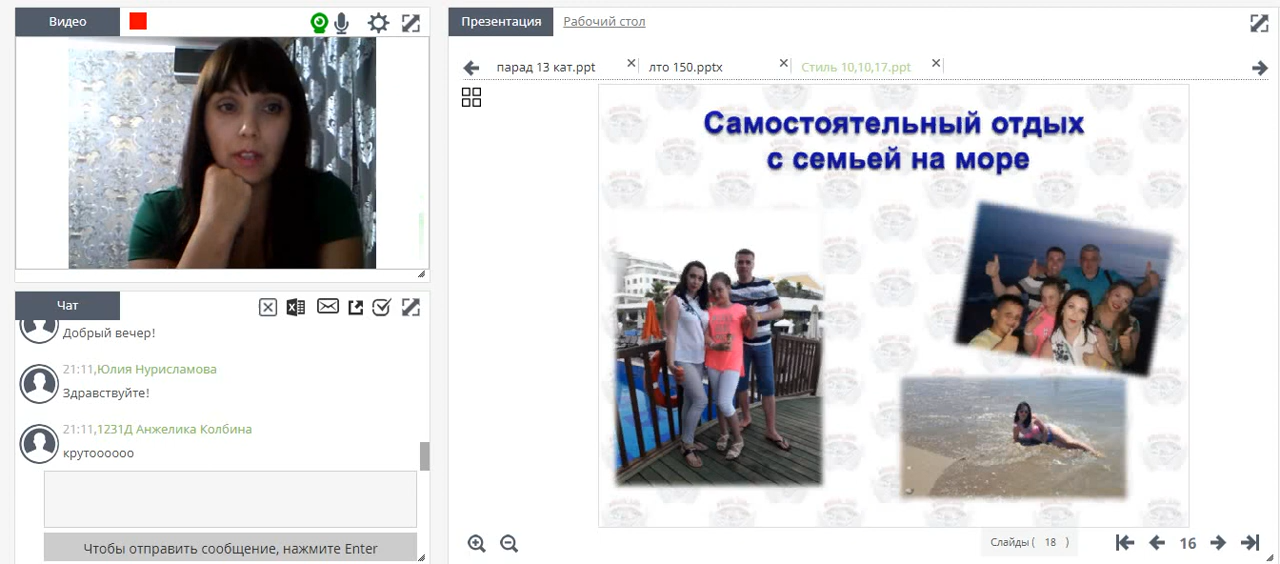 Видео
Презентация
Рабочий стол
парад 13 кат.ppt
лто 150.pptx
Стиль 10,10,17.ppt
Самостоятельный отдых
с семьей на море
Чат
Добрый вечер!
21:11,Юлия Нурисламова
Здравствуйте!
21:11,1231Д Анжелика Колбина
крутоооооо
Чтобы отправить сообщение, нажмите Enter
Слайды ( 18 )
16